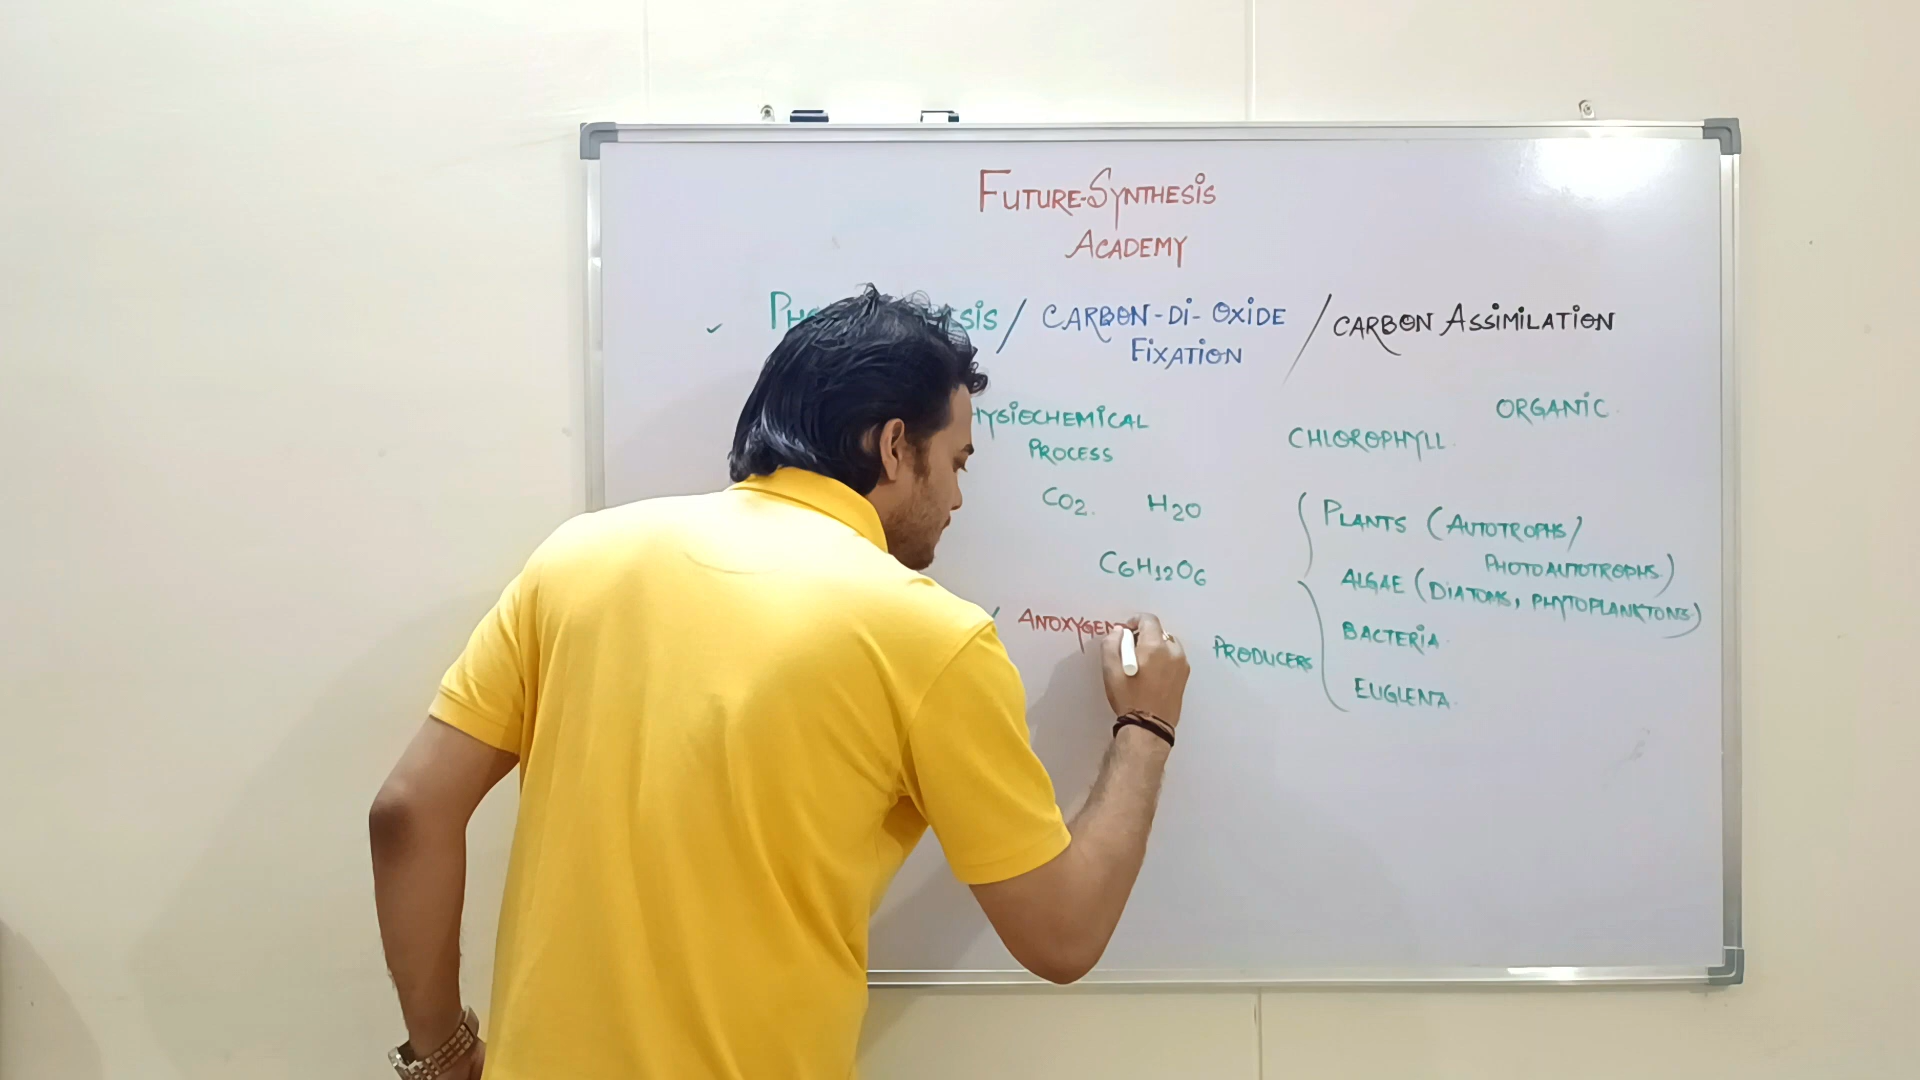 FUTURE-SYNTHESIS
ACADEMY
/ CARBON-Di-OXiDE / CARBON ASSiMiLATiON
FiXATiON
ORGANiC
CHLOROPHYLL.
PROCESS
CO2. H2O
PLANTS (AUTOTROPHS/
PHOTOAUTOTROPHS.)
C6H12O6
ALGAE (DiATOMS, PHYTOPLANKTONS)
BACTERiA.
PRODUCERS
EUGLENA.